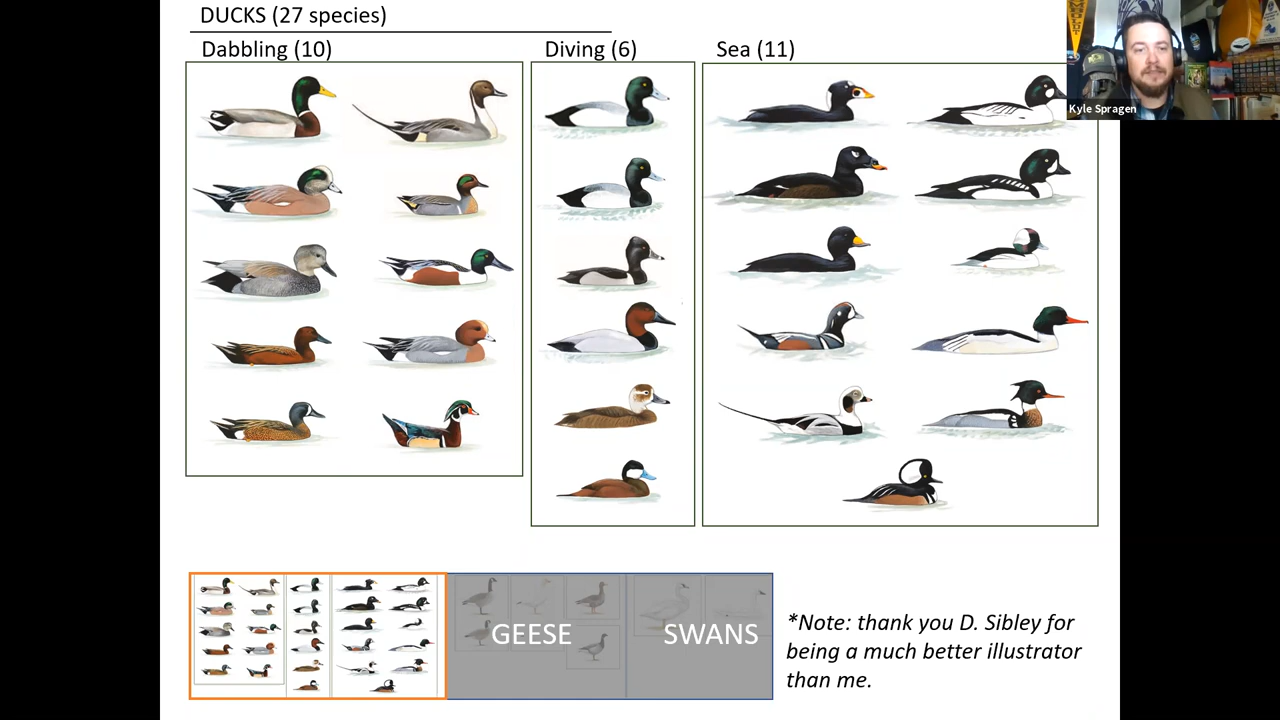 DUCKS (27 species)
Dabbling (10)
Diving (6)
Sea (11)
Kyle Spragen
GEESE
SWANS
*Note: thank you D. Sibley for
being a much better illustrator
than me.